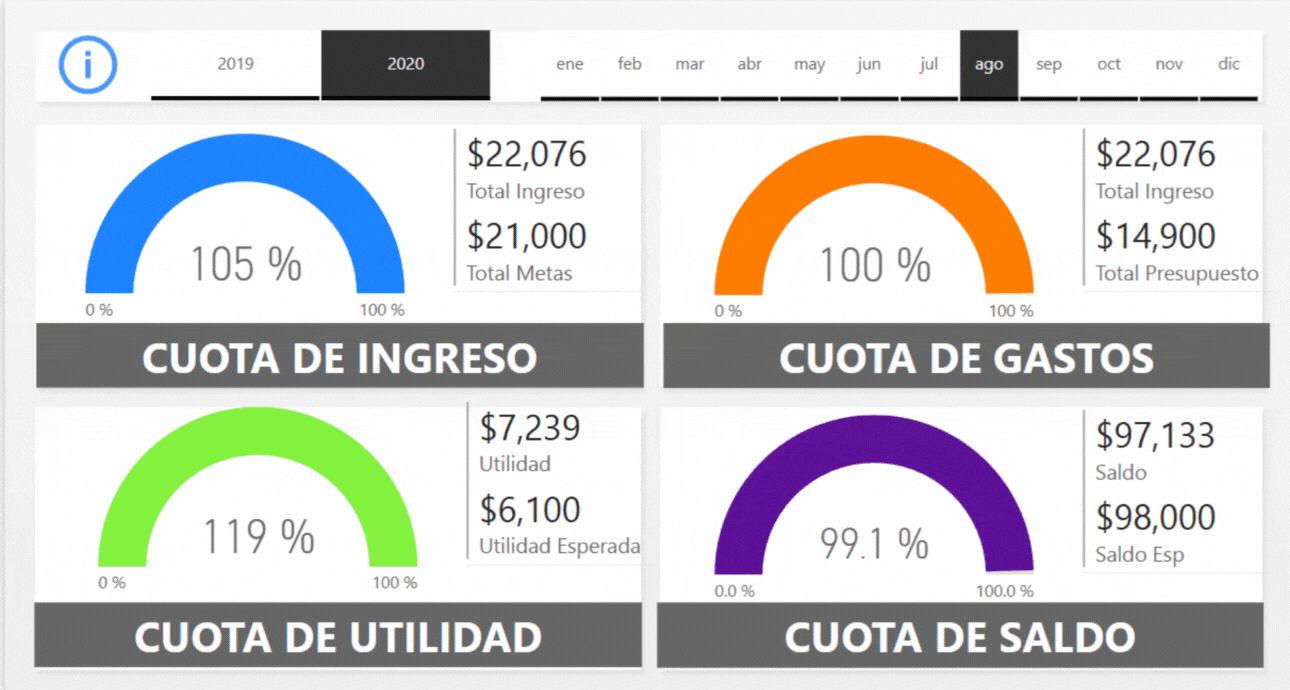 i
2019 2020 ene feb mar abr may jun jul ago sep oct nov dic
$22,076
Total Ingreso
$21,000
Total Metas
105 %
0 % 100 %
CUOTA DE INGRESO
$22,076
Total Ingreso
$14,900
Total Presupuesto
100 %
0 % 100 %
CUOTA DE GASTOS
$7,239
Utilidad
$6,100
Utilidad Esperada
119 %
0 % 100 %
CUOTA DE UTILIDAD
$97,133
Saldo
$98,000
Saldo Esp
99.1 %
0.0 % 100.0 %
CUOTA DE SALDO